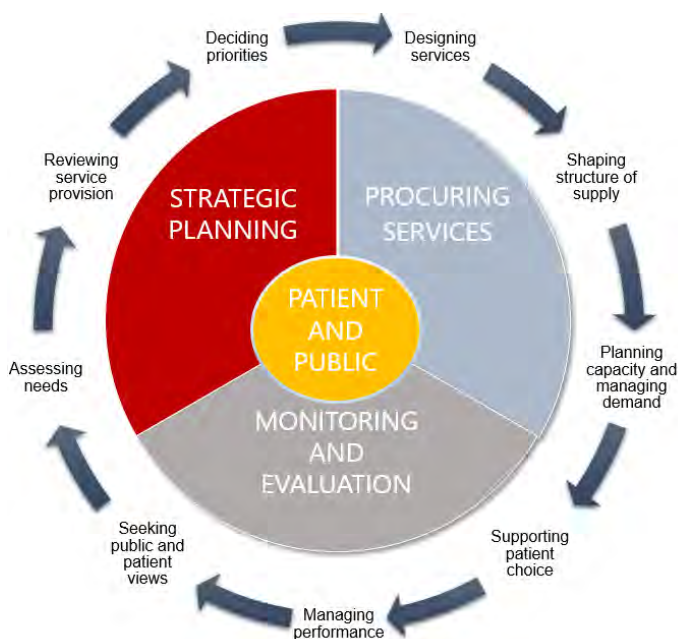 Deciding
priorities
Designing
services
Shaping
structure of
supply
Planning
capacity and
managing
demand
Supporting
patient
choice
Managing
performance
Seeking
public and
patient
views
Assessing
needs
Reviewing
service
provision
STRATEGIC
PLANNING
PROCURING
SERVICES
PATIENT
AND
PUBLIC
MONITORING
AND
EVALUATION